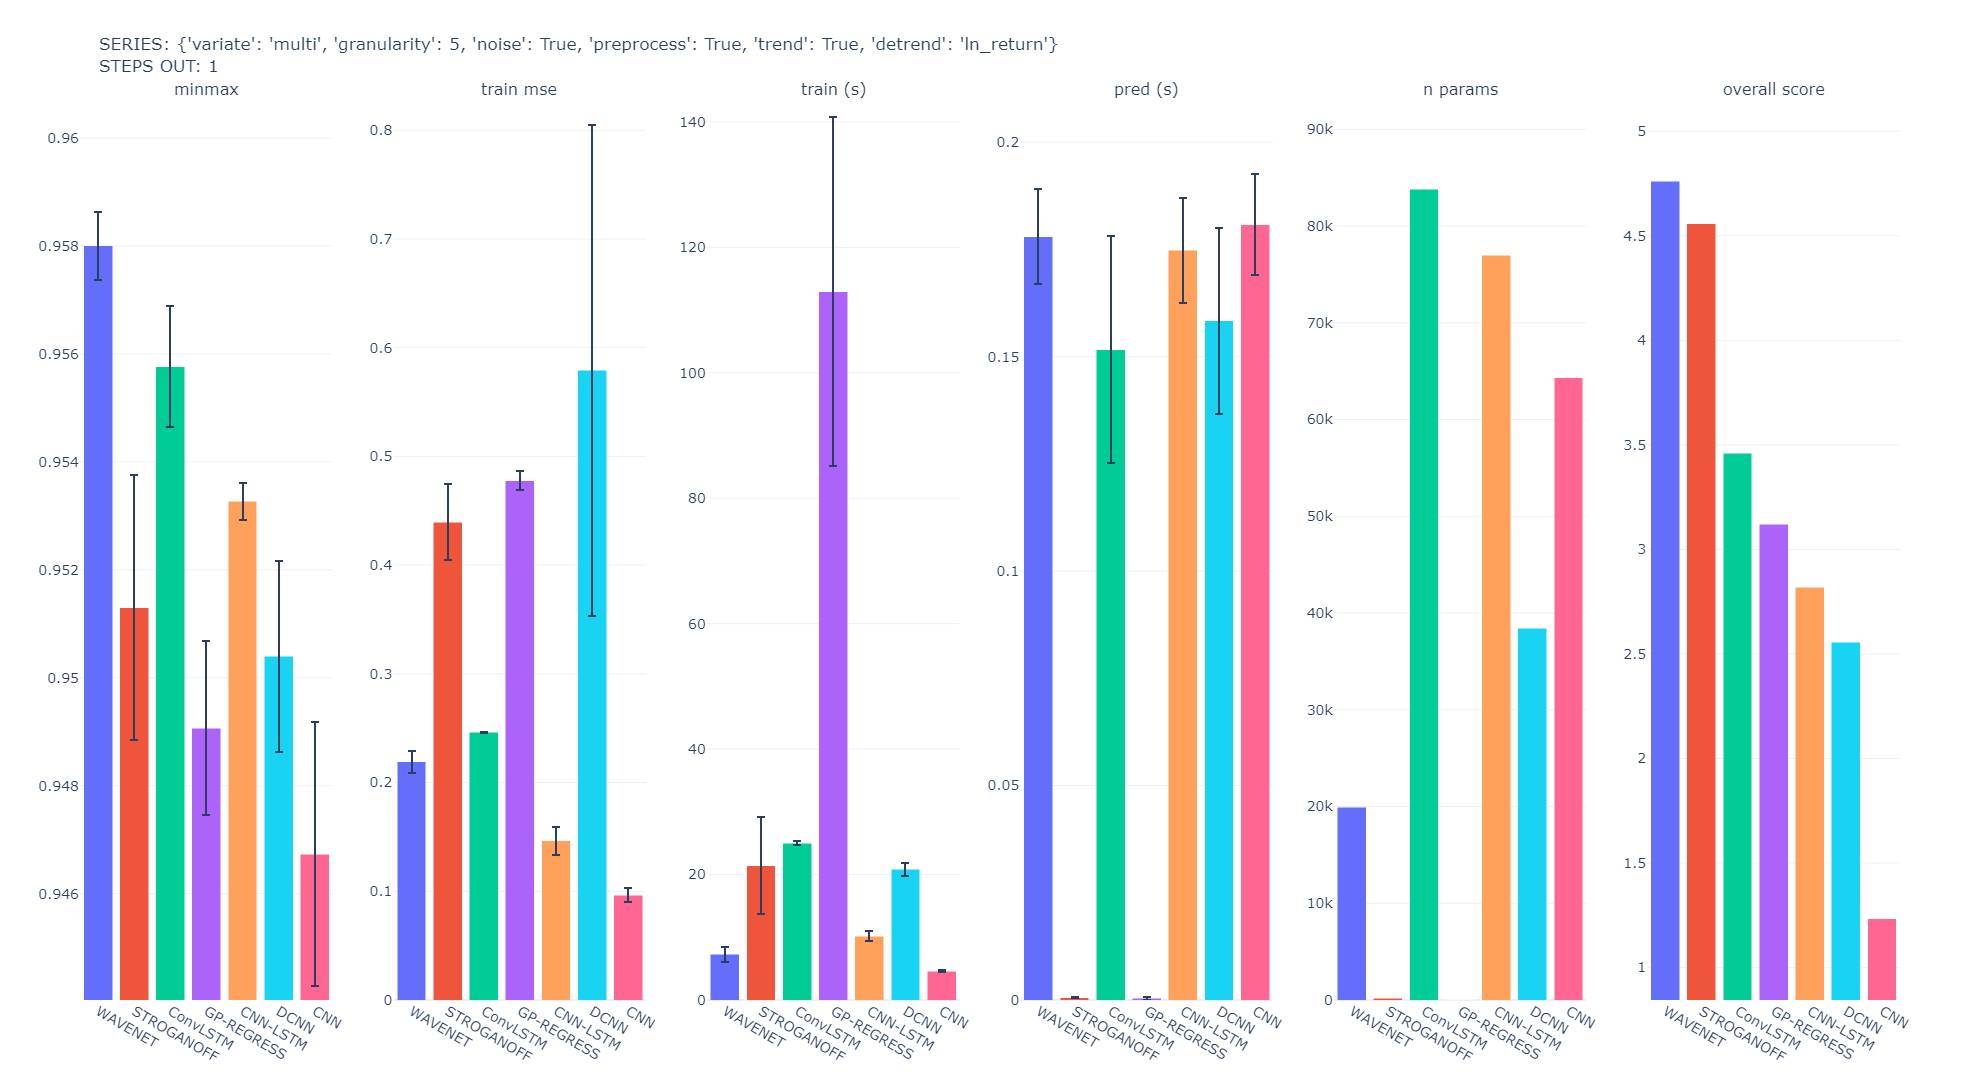 SERIES: {'variate': 'multi', 'granularity': 5, 'noise': True, 'preprocess': True, 'trend': True, 'detrend': 'ln_return'}
STEPS OUT: 1
minmax
0.96
0.958
0.956
0.954
0.952
0.95
0.948
0.946
WAVENET
STROGANOFF
ConvLSTM
GP-REGRESS
CNN-LSTM
DCNN
CNN
train mse
0.8
0.7
0.6
0.5
0.4
0.3
0.2
0.1
0
WAVENET
STROGANOFF
ConvLSTM
GP-REGRESS
CNN-LSTM
DCNN
CNN
train (s)
140
120
100
80
60
40
20
0
WAVENET
STROGANOFF
ConvLSTM
GP-REGRESS
CNN-LSTM
DCNN
CNN
pred (s)
0.2
0.15
0.1
0.05
0
WAVENET
STROGANOFF
ConvLSTM
GP-REGRESS
CNN-LSTM
DCNN
CNN
n params
90k
80k
70k
60k
50k
40k
30k
20k
10k
0
WAVENET
STROGANOFF
ConvLSTM
GP-REGRESS
CNN-LSTM
DCNN
CNN
overall score
5
4.5
4
3.5
3
2.5
2
1.5
1
WAVENET
STROGANOFF
ConvLSTM
GP-REGRESS
CNN-LSTM
DCNN
CNN